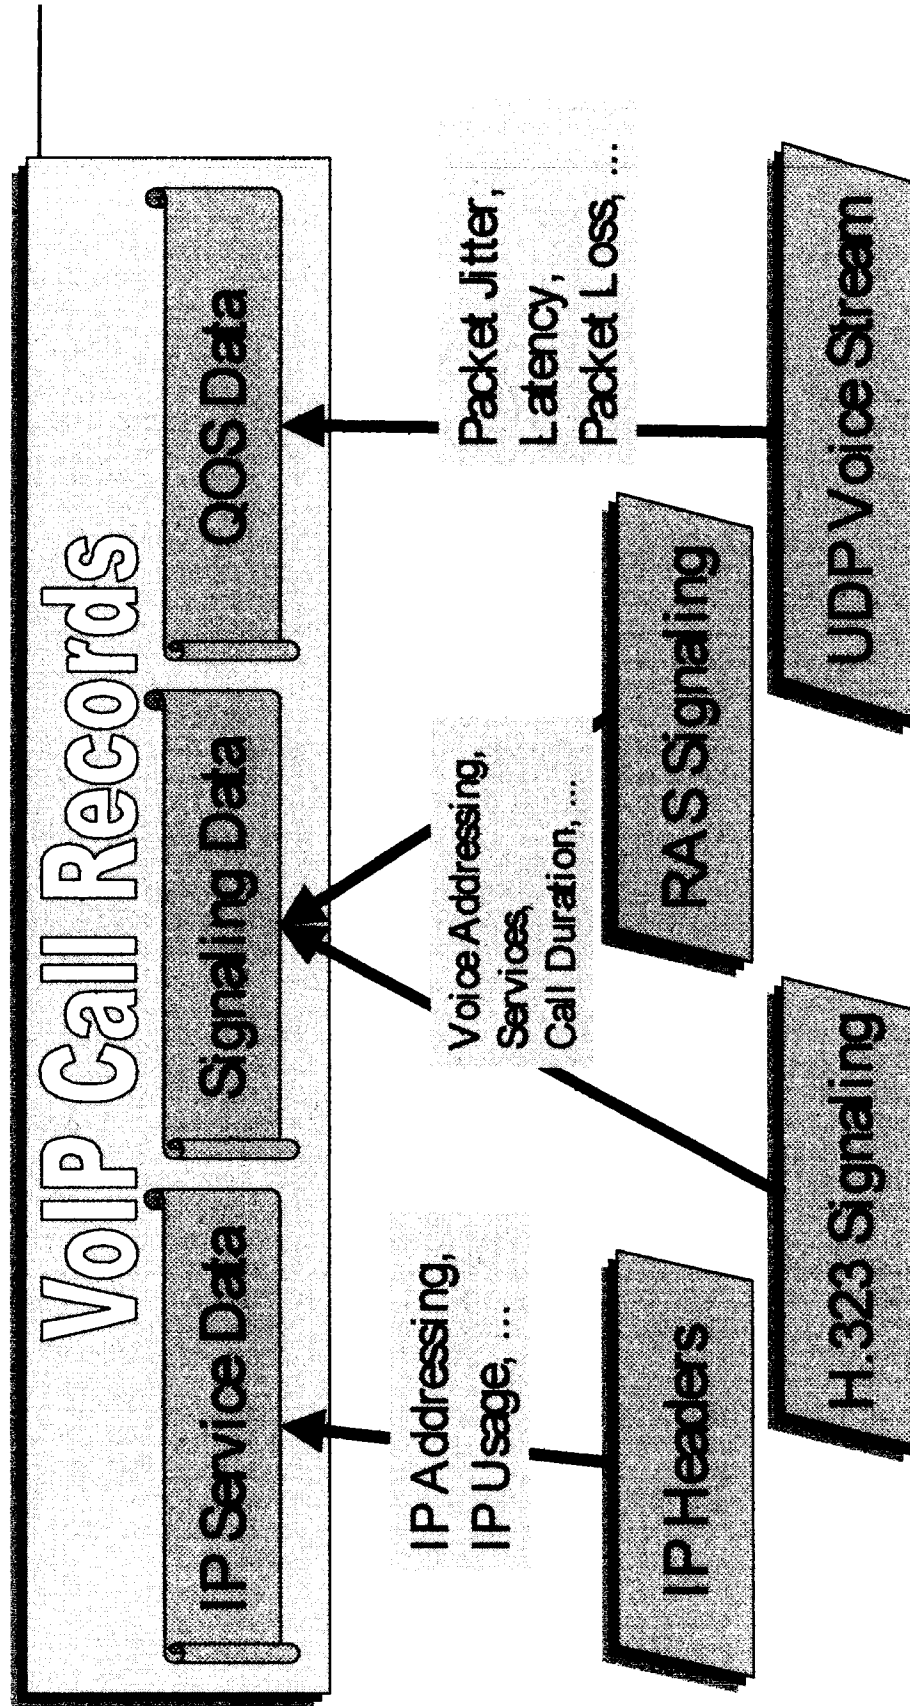 VoIP Call Records
IP Service Data
Signaling Data
QOS Data
IP Addressing,
IP Usage, ...
Voice Addressing,
Services,
Call Duration, ...
Packet Jitter,
Latency,
Packet Loss, ...
IP Headers
RAS Signaling
H.323 Signaling
UDP Voice Stream